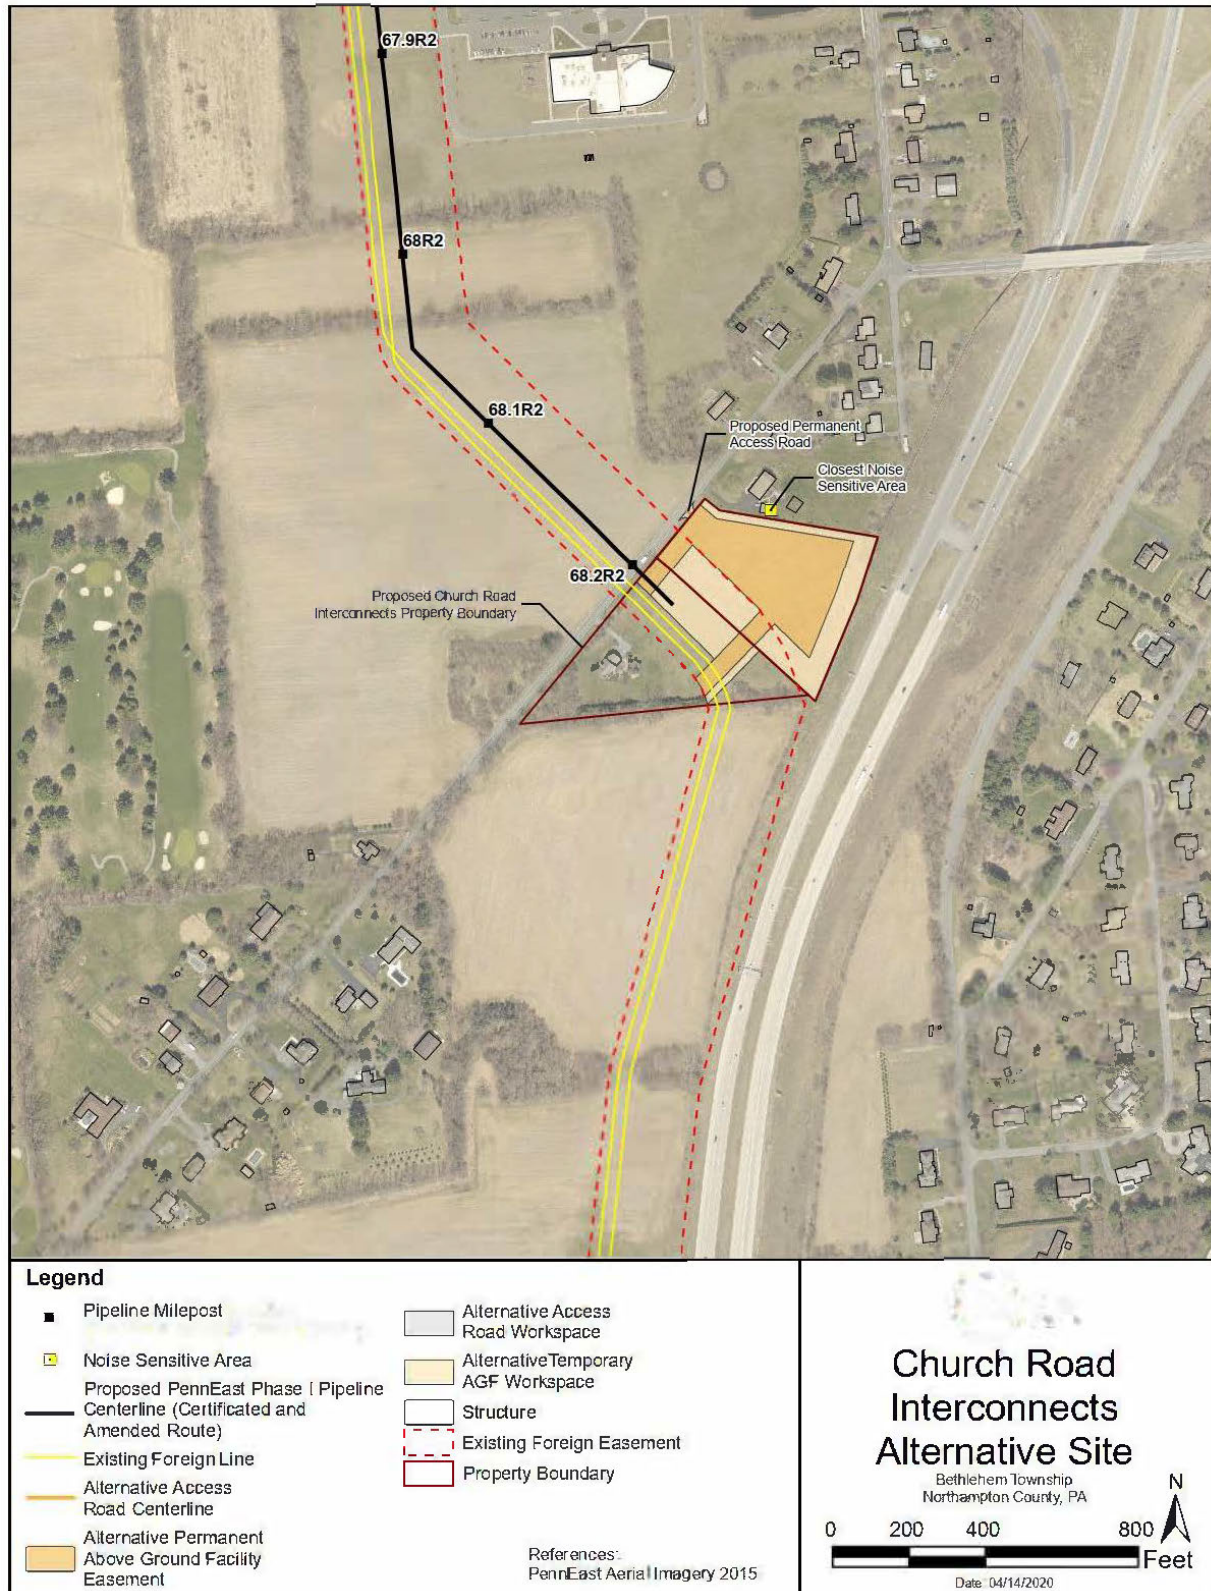 67.9R2
68R2
68.1R2
Proposed Permanent
Access Road
Closest Noise
Sensitive Area
68.2R2
Proposed Church Road
Interconnects Property Boundary
Legend
Pipeline Milepost
Noise Sensitive Area
Proposed PennEast Phase I Pipeline
Centerline (Certificated and
Amended Route)
Existing Foreign Line
Alternative Access
Road Centerline
Alternative Permanent
Above Ground Facility
Easement
Alternative Access
Road Workspace
Alternative Temporary
AGF Workspace
Structure
Existing Foreign Easement
Property Boundary
References:
PennEast Aerial Imagery 2015
Church Road
Interconnects
Alternative Site
Bethlehem Township
Northampton County, PA
N
0 200 400 800
Feet
Date: 04/14/2020